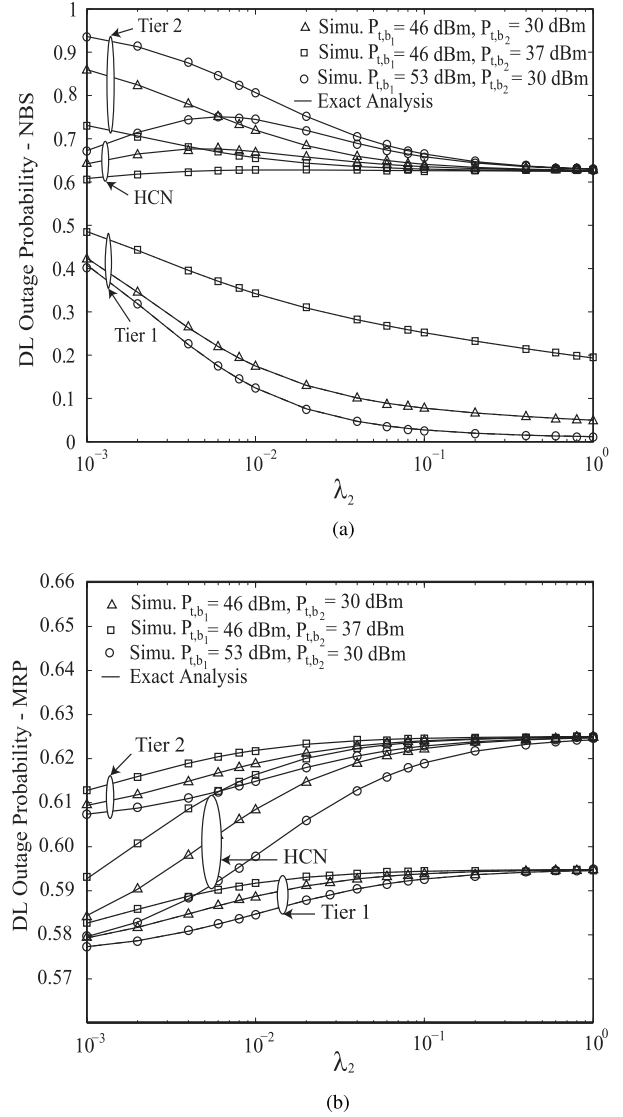 1
Tier 2
Simu. P_{t,b_1} = 46 dBm, P_{t,b_2} = 30 dBm
Simu. P_{t,b_1} = 46 dBm, P_{t,b_2} = 37 dBm
Simu. P_{t,b_1} = 53 dBm, P_{t,b_2} = 30 dBm
Exact Analysis
0.9
0.8
0.7
0.6
HCN
0.5
0.4
Tier 1
0.3
0.2
0.1
0
DL Outage Probability - NBS
10^{-3}
10^{-2}
10^{-1}
10^{0}
λ_2
(a)
0.66
Simu. P_{t,b_1} = 46 dBm, P_{t,b_2} = 30 dBm
Simu. P_{t,b_1} = 46 dBm, P_{t,b_2} = 37 dBm
Simu. P_{t,b_1} = 53 dBm, P_{t,b_2} = 30 dBm
Exact Analysis
0.65
0.64
0.63
Tier 2
0.62
0.61
0.60
HCN
0.59
Tier 1
0.58
0.57
DL Outage Probability - MRP
10^{-3}
10^{-2}
10^{-1}
10^{0}
λ_2
(b)